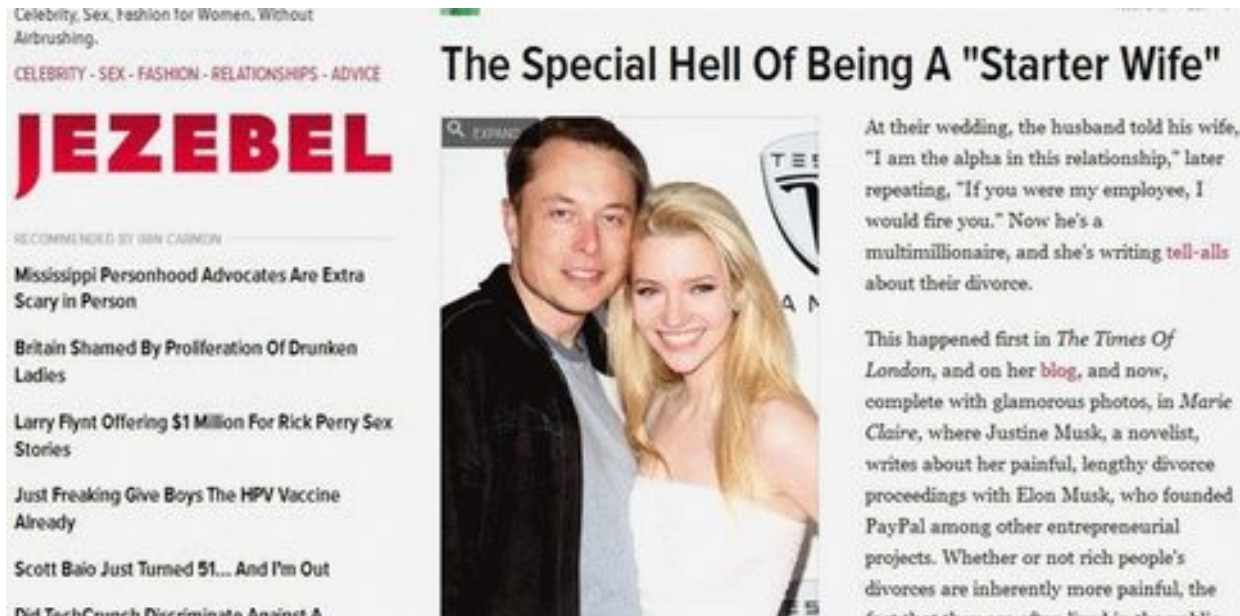 Celebrity, Sex, Fashion for Women. Without
Airbrushing.
CELEBRITY - SEX - FASHION - RELATIONSHIPS - ADVICE
JEZEBEL
RECOMMENDED BY IRIN CARMON
Mississippi Personhood Advocates Are Extra
Scary in Person
Britain Shamed By Proliferation Of Drunken
Ladies
Larry Flynt Offering $1 Million For Rick Perry Sex
Stories
Just Freaking Give Boys The HPV Vaccine
Already
Scott Baio Just Turned 51... And I'm Out
Did TechCrunch Discriminate Against A
The Special Hell Of Being A "Starter Wife"
EXPAND
TES
At their wedding, the husband told his wife,
"I am the alpha in this relationship," later
repeating, "If you were my employee, I
would fire you." Now he's a
multimillionaire, and she's writing tell-alls
about their divorce.
This happened first in The Times Of
London, and on her blog, and now,
complete with glamorous photos, in Marie
Claire, where Justine Musk, a novelist,
writes about her painful, lengthy divorce
proceedings with Elon Musk, who founded
PayPal among other entrepreneurial
projects. Whether or not rich people's
divorces are inherently more painful, the